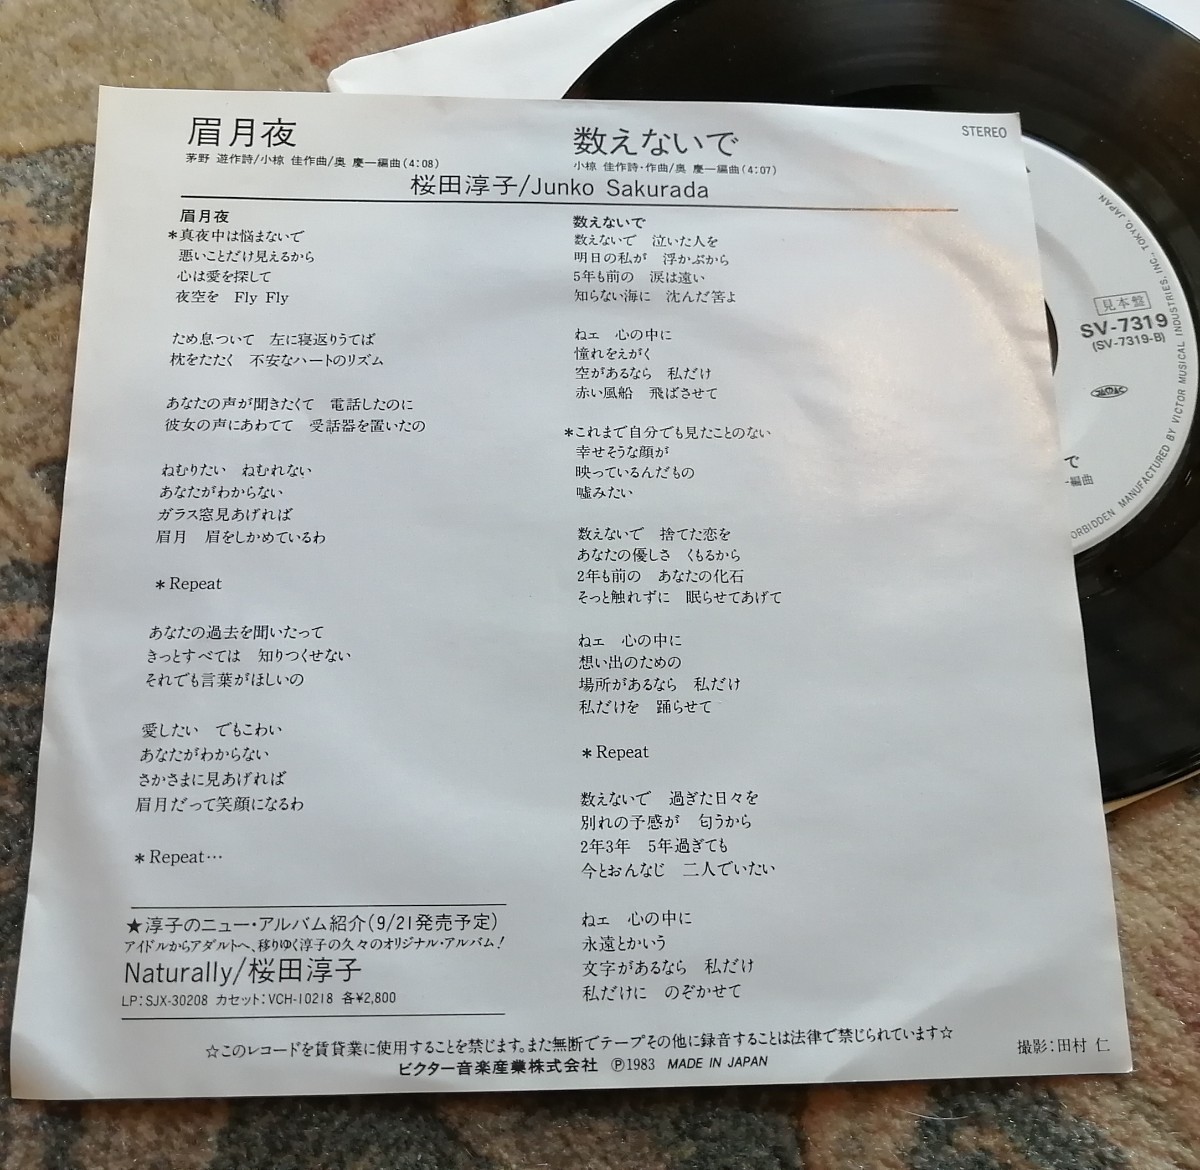 眉月夜
茅野 遊作詩/小椋 佳作曲/奥 慶一編曲(4:08)
数えないで
小椋 佳作詩・作曲/奥 慶一編曲(4:07)
STEREO
桜田淳子/Junko Sakurada
眉月夜
*真夜中は悩まないで
悪いことだけ見えるから
心は愛を探して
夜空を Fly Fly
ため息ついて 左に寝返りうてば
枕をたたく 不安なハートのリズム
あなたの声が聞きたくて 電話したのに
彼女の声にあわてて 受話器を置いたの
ねむりたい ねむれない
あなたがわからない
ガラス窓見あげれば
眉月 眉をしかめているわ
*Repeat
あなたの過去を聞いたって
きっとすべては 知りつくせない
それでも言葉がほしいの
愛したい でもこわい
あなたがわからない
さかさまに見あげれば
眉月だって笑顔になるわ
*Repeat…
数えないで
数えないで 泣いた人を
明日の私が 浮かぶから
5年も前の 涙は遠い
知らない海に 沈んだ筈よ
ねェ 心の中に
憧れをえがく
空があるなら 私だけ
赤い風船 飛ばさせて
*これまで自分でも見たことのない
幸せそうな顔が
映っているんだもの
嘘みたい
数えないで 捨てた恋を
あなたの優しさ くもるから
2年も前の あなたの化石
そっと触れずに 眠らせてあげて
ねェ 心の中に
想い出のための
場所があるなら 私だけ
私だけを 踊らせて
*Repeat
数えないで 過ぎた日々を
別れの予感が 匂うから
2年3年 5年過ぎても
今とおんなじ 二人でいたい
ねェ 心の中に
永遠とかいう
文字があるなら 私だけ
私だけに のぞかせて
★淳子のニュー・アルバム紹介(9/21発売予定)
アイドルからアダルトへ、移りゆく淳子の久々のオリジナル・アルバム!
Naturally/桜田淳子
LP:SJX-30208 カセット:VCH-10218 各¥2,800
☆このレコードを賃貸業に使用することを禁じます。また無断でテープその他に録音することは法律で禁じられています☆
ビクター音楽産業株式会社 ℗1983 MADE IN JAPAN
撮影:田村 仁
見本盤
SV-7319
(SV-7319-B)
で
編曲
FORBIDDEN MANUFACTURED BY VICTOR MUSICAL INDUSTRIES, INC. TOKYO, JAPAN